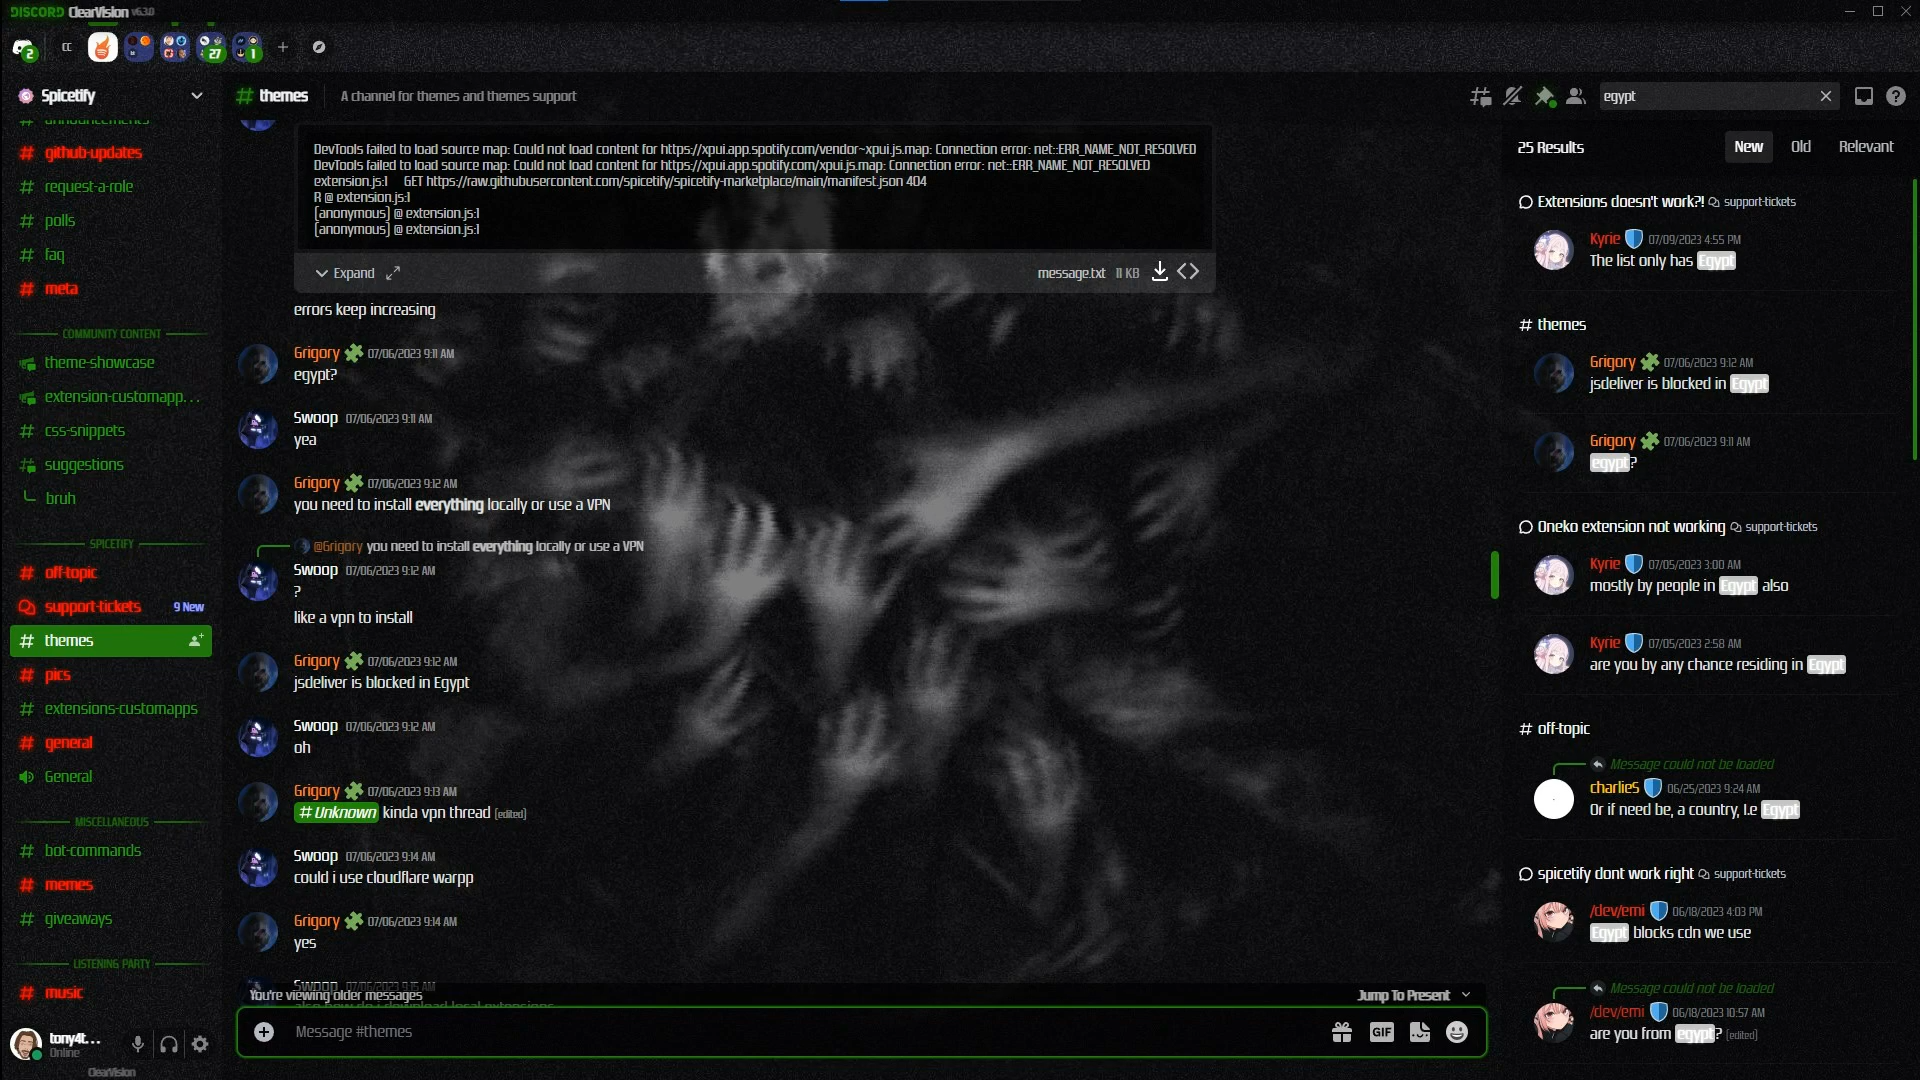 DISCORD ClearVision v6.3.0
2
CC
27
1
Spicetify
announcements
github-updates
request-a-role
polls
faq
meta
COMMUNITY CONTENT
theme-showcase
extension-customapp...
css-snippets
suggestions
bruh
SPICETIFY
off-topic
support-tickets 9 New
themes
pics
extensions-customapps
general
General
MISCELLANEOUS
bot-commands
memes
giveaways
LISTENING PARTY
music
tony4t...
Online
ClearVision
themes A channel for themes and themes support
DevTools failed to load source map: Could not load content for https://xpui.app.spotify.com/vendor~xpui.js.map: Connection error: net::ERR_NAME_NOT_RESOLVED
DevTools failed to load source map: Could not load content for https://xpui.app.spotify.com/xpui.js.map: Connection error: net::ERR_NAME_NOT_RESOLVED
extension.js:1 GET https://raw.githubusercontent.com/spicetify/spicetify-marketplace/main/manifest.json 404
R @ extension.js:1
[anonymous] @ extension.js:1
[anonymous] @ extension.js:1
Expand message.txt 11 KB
errors keep increasing
Grigory 07/06/2023 9:11 AM
egypt?
Swoop 07/06/2023 9:11 AM
yea
Grigory 07/06/2023 9:12 AM
you need to install everything locally or use a VPN
@Grigory you need to install everything locally or use a VPN
Swoop 07/06/2023 9:12 AM
?
like a vpn to install
Grigory 07/06/2023 9:12 AM
jsdeliver is blocked in Egypt
Swoop 07/06/2023 9:12 AM
oh
Grigory 07/06/2023 9:13 AM
# Unknown kinda vpn thread (edited)
Swoop 07/06/2023 9:14 AM
could i use cloudflare warpp
Grigory 07/06/2023 9:14 AM
yes
Swoop 07/06/2023 9:15 AM
You're viewing older messages Jump To Present
also how do i download local extensions
Message #themes
GIF
egypt
25 Results New Old Relevant
Extensions doesn't work?! support-tickets
Kyrie 07/09/2023 4:55 PM
The list only has Egypt
# themes
Grigory 07/06/2023 9:12 AM
jsdeliver is blocked in Egypt
Grigory 07/06/2023 9:11 AM
egypt?
Oneko extension not working support-tickets
Kyrie 07/05/2023 3:00 AM
mostly by people in Egypt also
Kyrie 07/05/2023 2:58 AM
are you by any chance residing in Egypt
# off-topic
Message could not be loaded
charlieS 06/25/2023 9:24 AM
Or if need be, a country, I.e Egypt
spicetify dont work right support-tickets
/dev/emi 06/18/2023 4:03 PM
Egypt blocks cdn we use
Message could not be loaded
/dev/emi 06/18/2023 10:57 AM
are you from egypt? (edited)